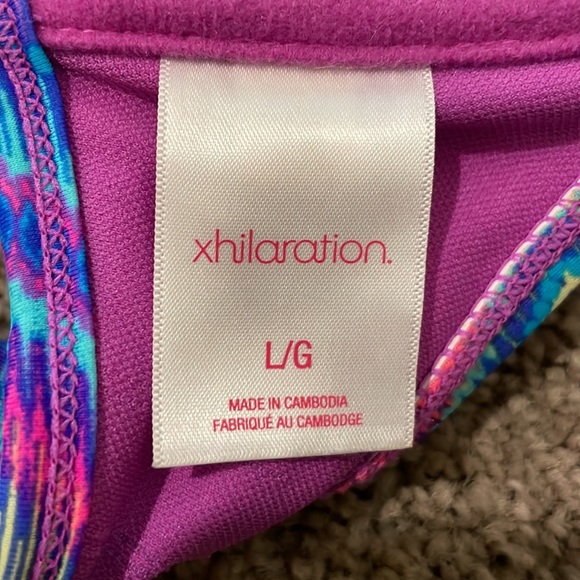 xhilaration.
L/G
MADE IN CAMBODIA
FABRIQUÉ AU CAMBODGE